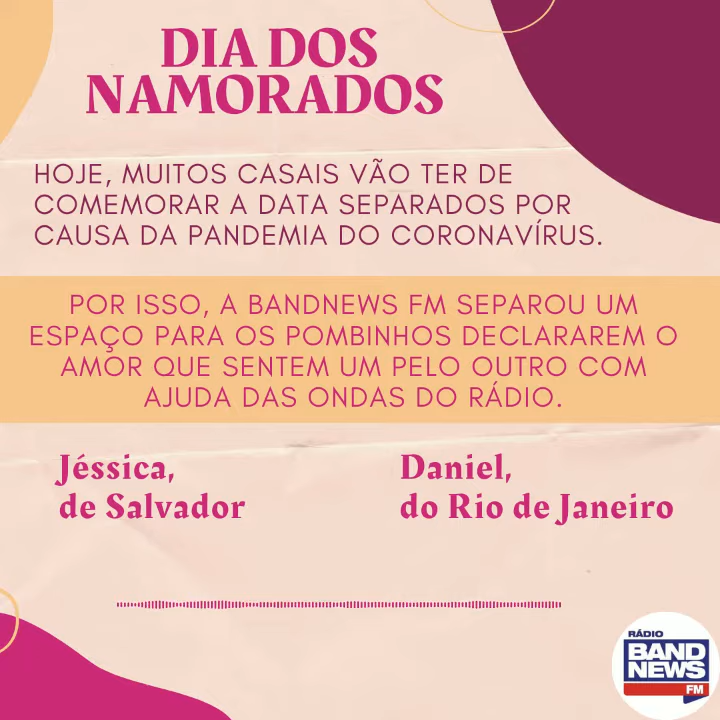 DIA DOS
NAMORADOS
HOJE, MUITOS CASAIS VÃO TER DE
COMEMORAR A DATA SEPARADOS POR
CAUSA DA PANDEMIA DO CORONAVÍRUS.
POR ISSO, A BANDNEWS FM SEPAROU UM
ESPAÇO PARA OS POMBINHOS DECLARAREM O
AMOR QUE SENTEM UM PELO OUTRO COM
AJUDA DAS ONDAS DO RÁDIO.
Jéssica,
de Salvador
Daniel,
do Rio de Janeiro
RÁDIO
BAND
NEWS
FM